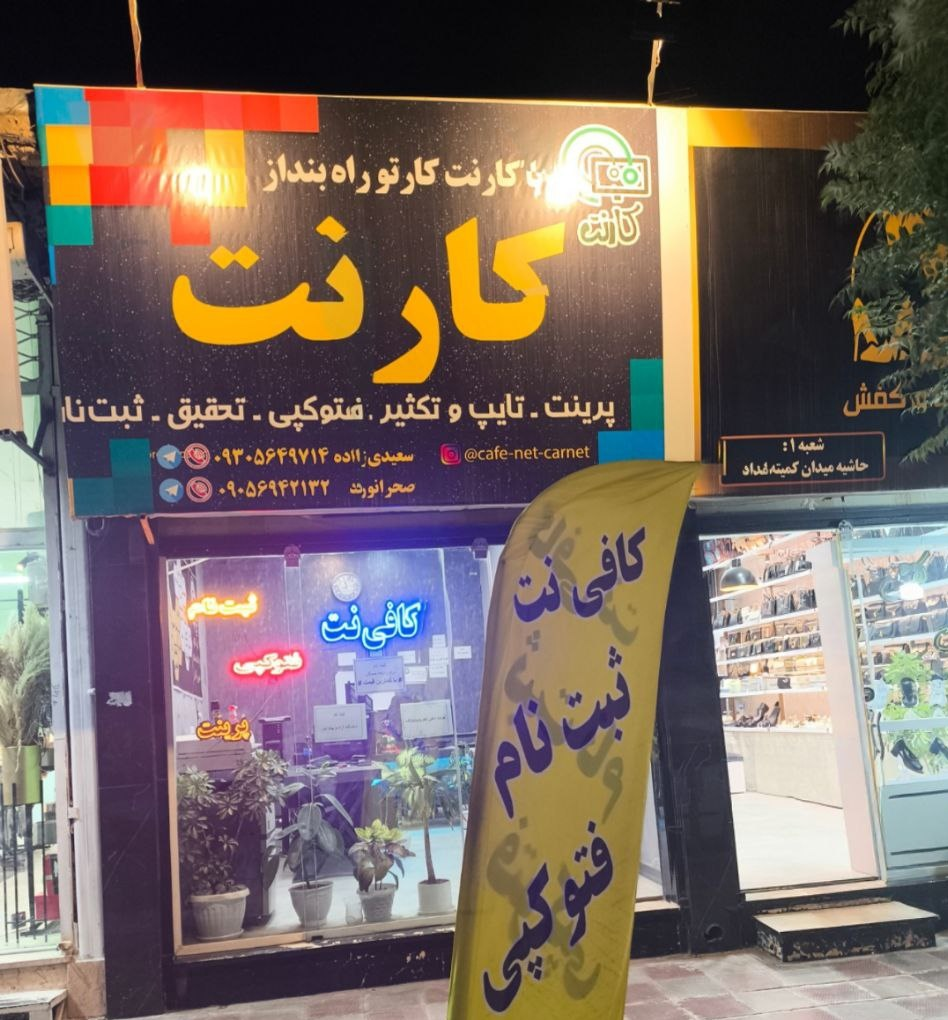 با کارنت کارتو راه بنداز
کارنت
کارنت
پرینت - تایپ و تکثیر . فتوکپی - تحقیق - ثبت نام
سعیدی زاده ۰۹۳۰۵۶۴۹۷۱۴
@cafe-net-carnet
صحرانورد ۰۹۰۵۶۹۴۲۱۳۲
کفش
شعبه ۱ :
حاشیه میدان کمیته امداد
ثبت نام
کافی نت
فتوکپی
پرینت
کافی نت
ثبت نام
فتوکپی